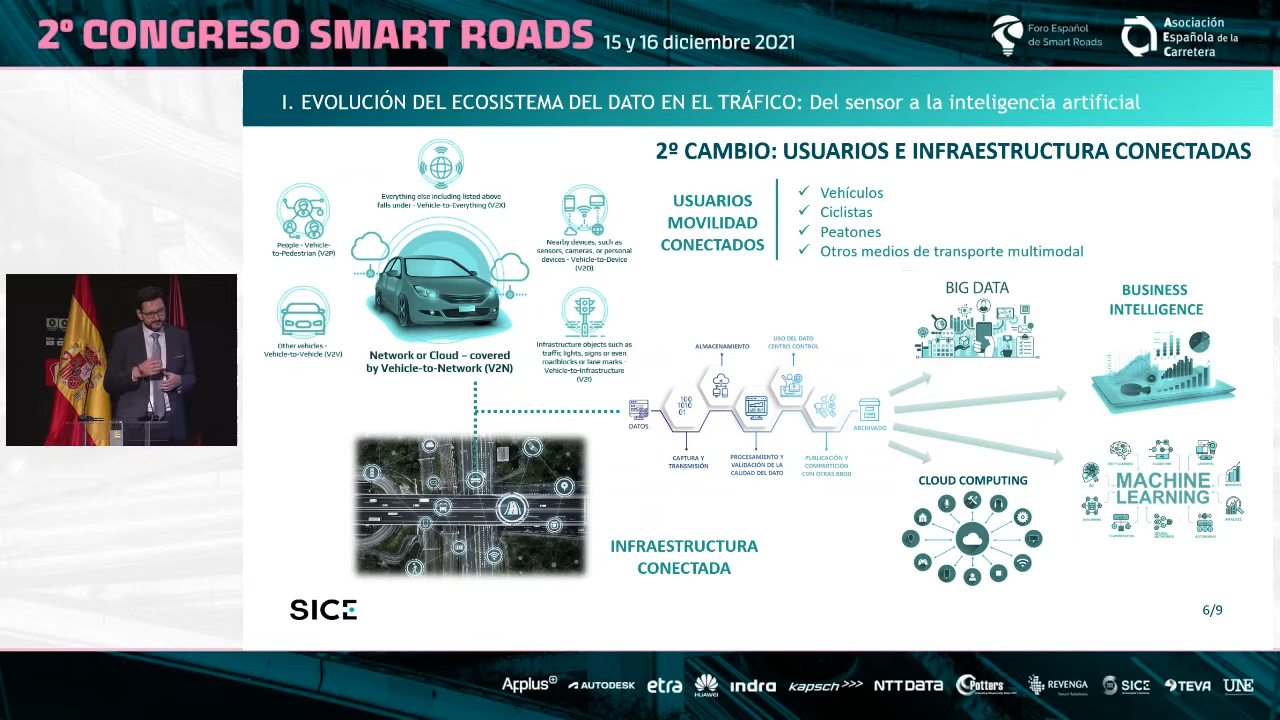 2º CONGRESO SMART ROADS 15 y 16 diciembre 2021
Foro Español
de Smart Roads
Asociación
Española de la
Carretera
I. EVOLUCIÓN DEL ECOSISTEMA DEL DATO EN EL TRÁFICO: Del sensor a la inteligencia artificial
2º CAMBIO: USUARIOS E INFRAESTRUCTURA CONECTADAS
Everything else including listed above
falls under - Vehicle-to-Everything (V2X)
People - Vehicle-
to-Pedestrian (V2P)
Nearby devices, such as
sensors, cameras, or personal
devices - Vehicle-to-Device
(V2D)
Other vehicles -
Vehicle-to-Vehicle (V2V)
Infrastructure objects such as
traffic lights, signs or even
roadblocks or lane marks -
Vehicle-to-Infrastructure
(V2I)
Network or Cloud – covered
by Vehicle-to-Network (V2N)
USUARIOS
MOVILIDAD
CONECTADOS
✓ Vehículos
✓ Ciclistas
✓ Peatones
✓ Otros medios de transporte multimodal
BIG DATA
BUSINESS
INTELLIGENCE
ALMACENAMIENTO
USO DEL DATO
CENTRO CONTROL
100
1010
01
DATOS
ARCHIVADO
CAPTURA Y
TRANSMISIÓN
PROCESAMIENTO Y
VALIDACIÓN DE LA
CALIDAD DEL DATO
PUBLICACIÓN Y
COMPARTICIÓN
CON OTRAS BBDD
CLOUD COMPUTING
MACHINE
LEARNING
INFRAESTRUCTURA
CONECTADA
SICE
6/9
Applus+
AUTODESK
etra
HUAWEI
indra
kapsch >>>
NTT DATA
Potters
REVENGA
SICE
TEVA
UNE